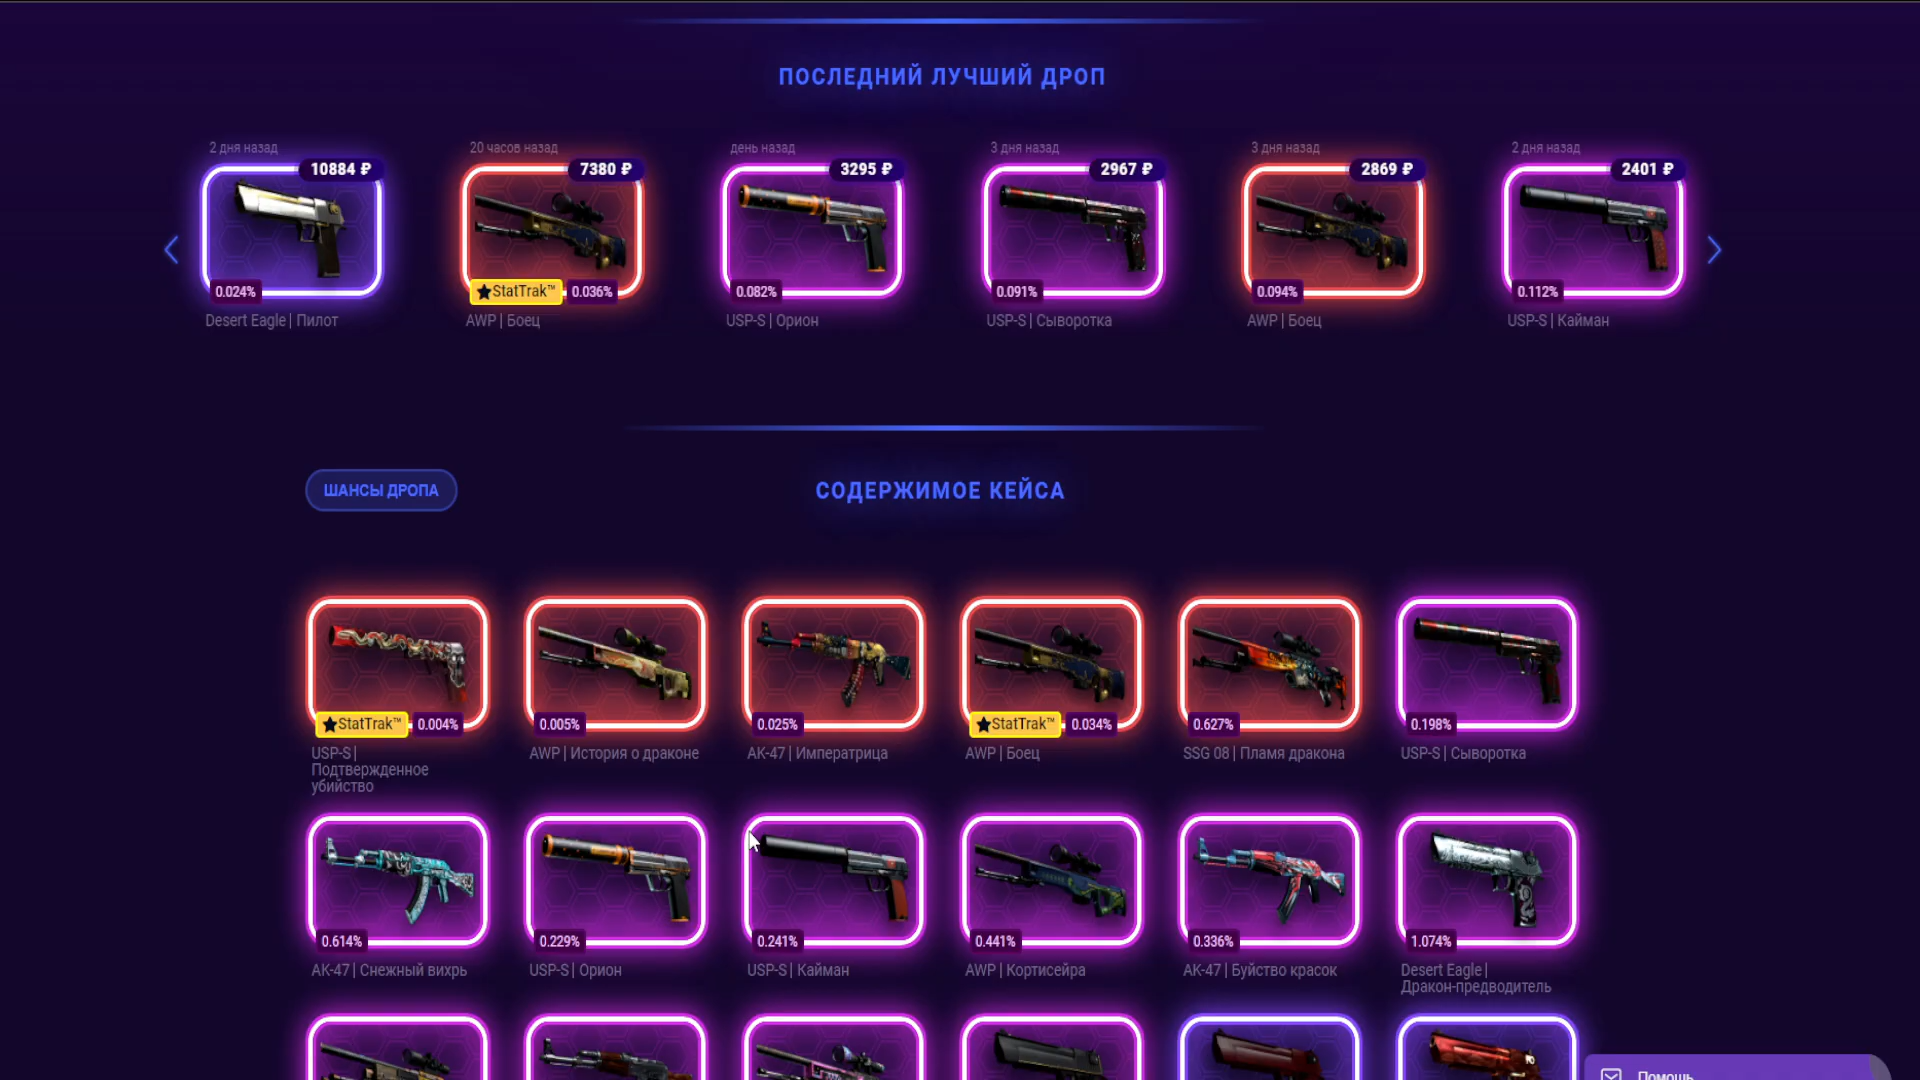 ПОСЛЕДНИЙ ЛУЧШИЙ ДРОП
2 дня назад
10884 ₽
0.024%
Desert Eagle | Пилот
20 часов назад
7380 ₽
StatTrak™ 0.036%
AWP | Боец
день назад
3295 ₽
0.082%
USP-S | Орион
3 дня назад
2967 ₽
0.091%
USP-S | Сыворотка
3 дня назад
2869 ₽
0.094%
AWP | Боец
2 дня назад
2401 ₽
0.112%
USP-S | Кайман
ШАНСЫ ДРОПА
СОДЕРЖИМОЕ КЕЙСА
StatTrak™ 0.004%
USP-S |
Подтвержденное
убийство
0.005%
AWP | История о драконе
0.025%
AK-47 | Императрица
StatTrak™ 0.034%
AWP | Боец
0.627%
SSG 08 | Пламя дракона
0.198%
USP-S | Сыворотка
0.614%
AK-47 | Снежный вихрь
0.229%
USP-S | Орион
0.241%
USP-S | Кайман
0.441%
AWP | Кортисейра
0.336%
AK-47 | Буйство красок
1.074%
Desert Eagle |
Дракон-предводитель
Помощь